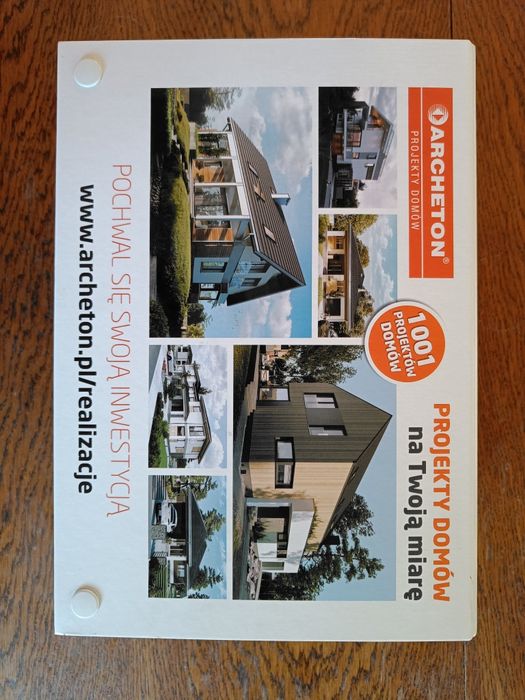 ARCHETON®
PROJEKTY DOMÓW
PROJEKTY DOMÓW
na Twoją miarę
1001
PROJEKTÓW
DOMÓW
POCHWAL SIĘ SWOJĄ INWESTYCJĄ
www.archeton.pl/realizacje